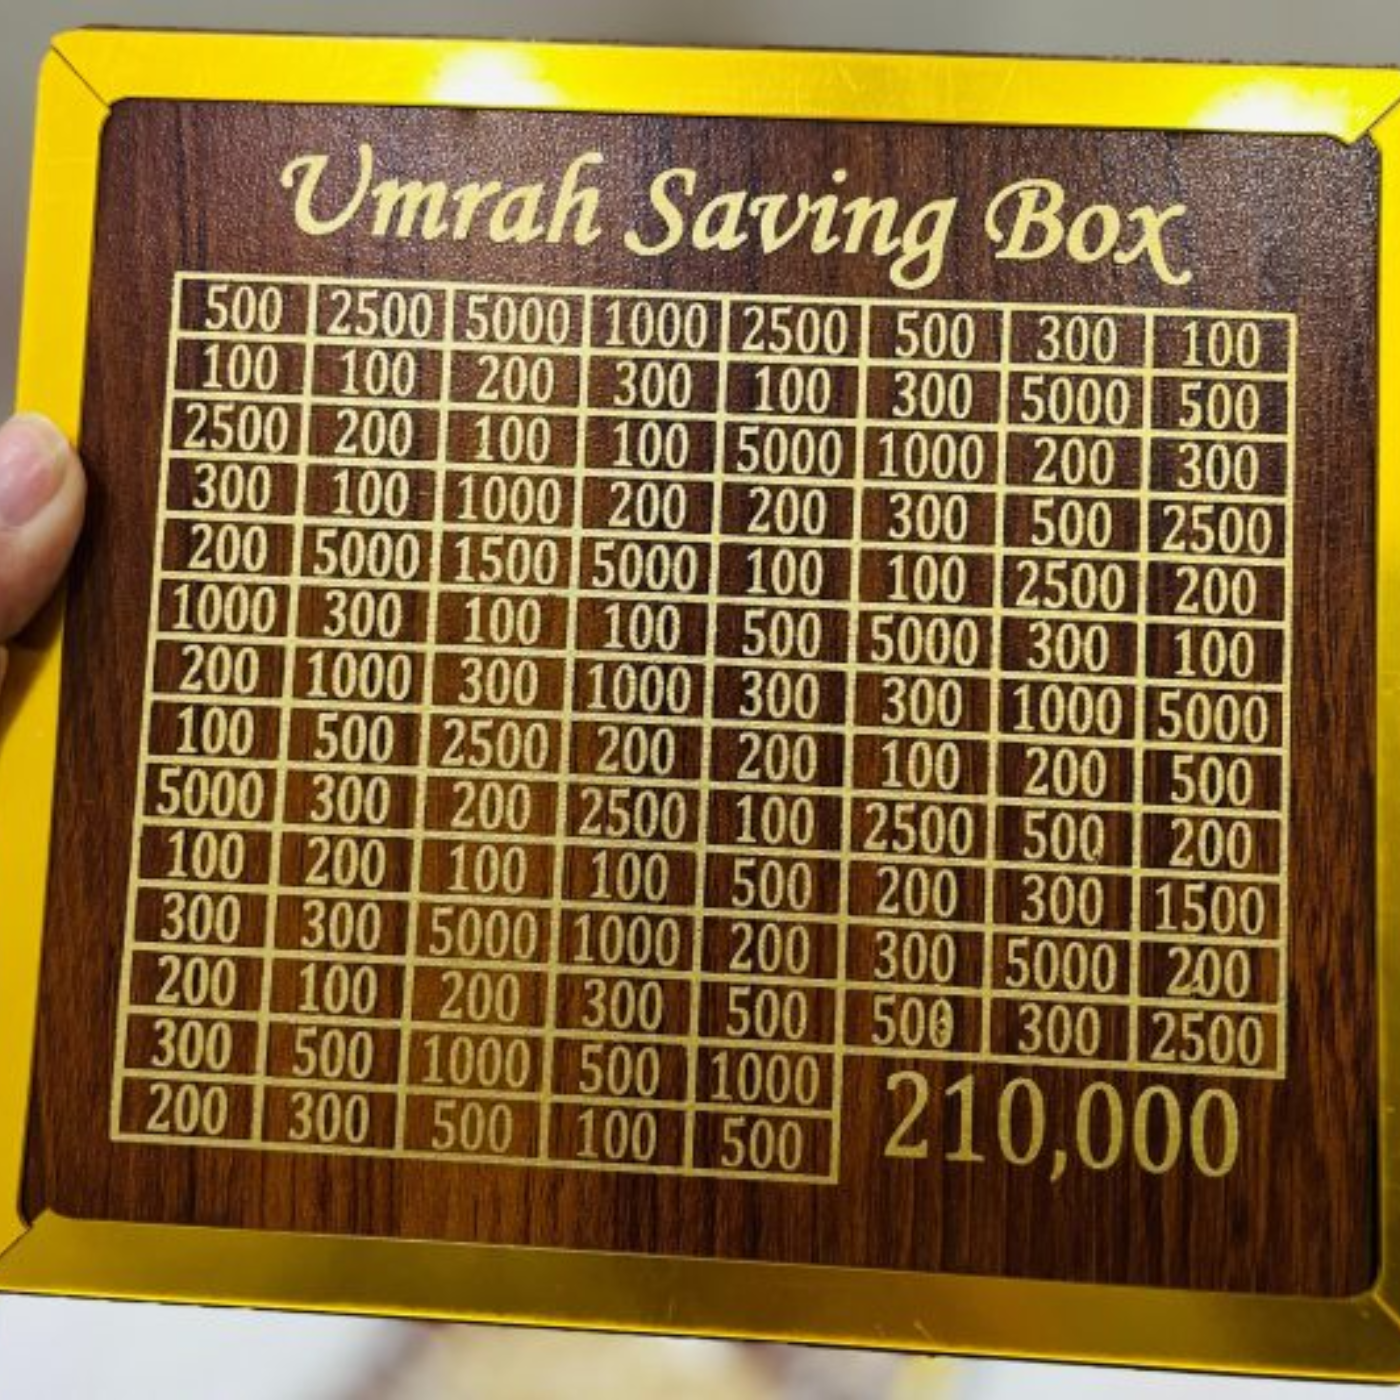 Umrah Saving Box
500 2500 5000 1000 2500 500 300 100
100 100 200 300 100 300 5000 500
2500 200 100 100 5000 1000 200 300
300 100 1000 200 200 300 500 2500
200 5000 1500 5000 100 100 2500 200
1000 300 100 100 500 5000 300 100
200 1000 300 1000 300 300 1000 5000
100 500 2500 200 200 100 200 500
5000 300 200 2500 100 2500 500 200
100 200 100 100 500 200 300 1500
300 300 5000 1000 200 300 5000 200
200 100 200 300 500 500 300 2500
300 500 1000 500 1000
200 300 500 100 500
210,000